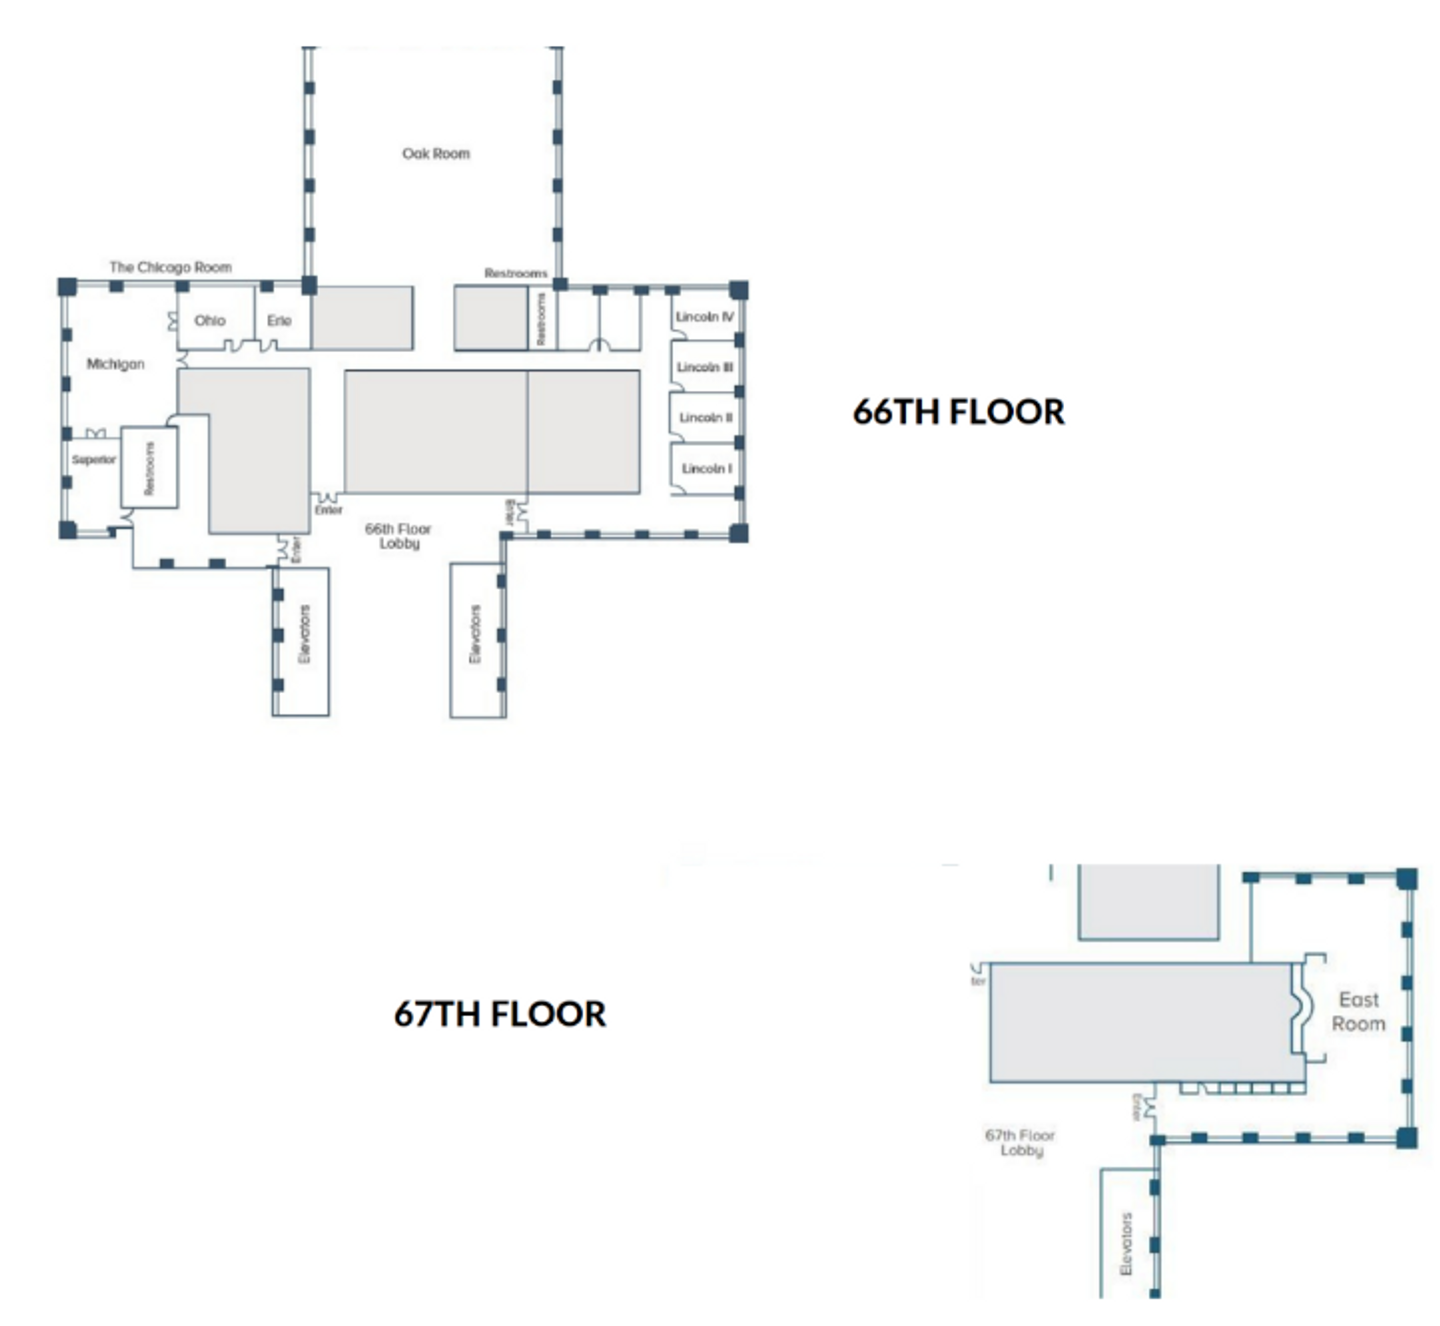 Oak Room
The Chicago Room
Restrooms
Ohio
Erie
Restrooms
Lincoln IV
Michigan
Lincoln III
66TH FLOOR
Lincoln II
Superior
Restrooms
Lincoln I
Enter
Enter
66th Floor
Lobby
Enter
Elevators
Elevators
67TH FLOOR
ter
East
Room
Enter
67th Floor
Lobby
Elevators